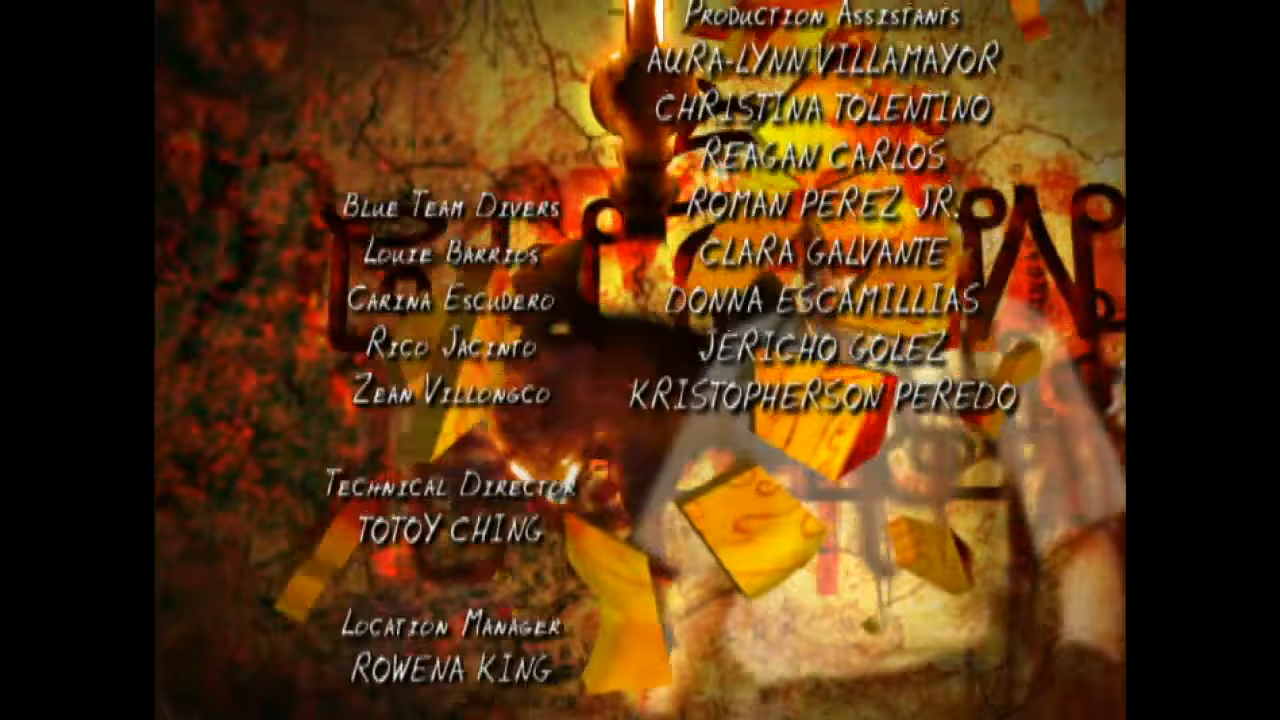 Blue Team Divers
Louie Barrios
Carina Escudero
Rico Jacinto
Zean Villongco
Technical Director
TOTOY CHING
Location Manager
ROWENA KING
Production Assistants
AURA-LYNN VILLAMAYOR
CHRISTINA TOLENTINO
REAGAN CARLOS
ROMAN PEREZ JR.
CLARA GALVANTE
DONNA ESCAMILLIAS
JERICHO GOLEZ
KRISTOPHERSON PEREDO